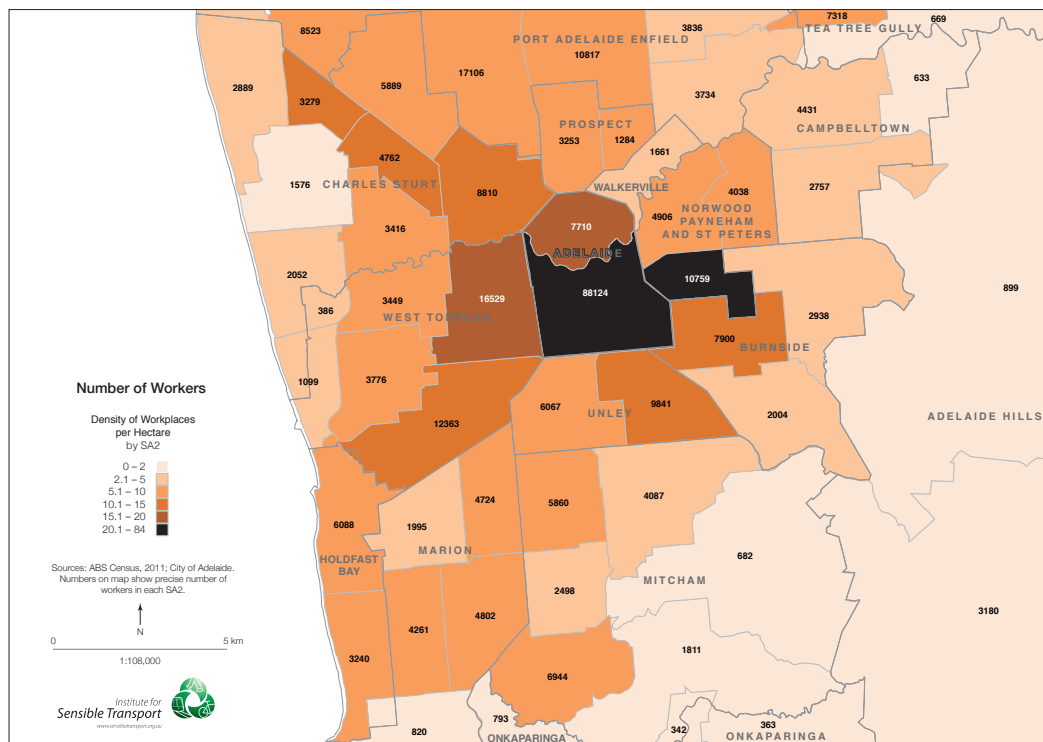 7318
669
8523
3836
TEA TREE GULLY
PORT ADELAIDE ENFIELD
10817
17106
633
5889
2889
3734
3279
4431
PROSPECT
CAMPBELLTOWN
3253
1284
1661
4762
1576
CHARLES STURT
8810
WALKERVILLE
2757
4038
NORWOOD
4906
PAYNEHAM
AND ST PETERS
3416
7710
ADELAIDE
2052
10759
899
88124
16529
3449
386
WEST TORRENS
2938
7900
BURNSIDE
1099
3776
Number of Workers
Density of Workplaces
per Hectare
by SA2
0 – 2
2.1 – 5
5.1 – 10
10.1 – 15
15.1 – 20
20.1 – 84
6067
9841
UNLEY
2004
ADELAIDE HILLS
12363
4724
5860
4087
6088
1995
MARION
682
HOLDFAST
BAY
Sources: ABS Census, 2011; City of Adelaide.
Numbers on map show precise number of
workers in each SA2.
MITCHAM
2498
3180
N
4802
4261
0
5 km
1:108,000
1811
3240
6944
Institute for
Sensible Transport
www.sensibletransport.org.au
793
820
ONKAPARINGA
342
363
ONKAPARINGA